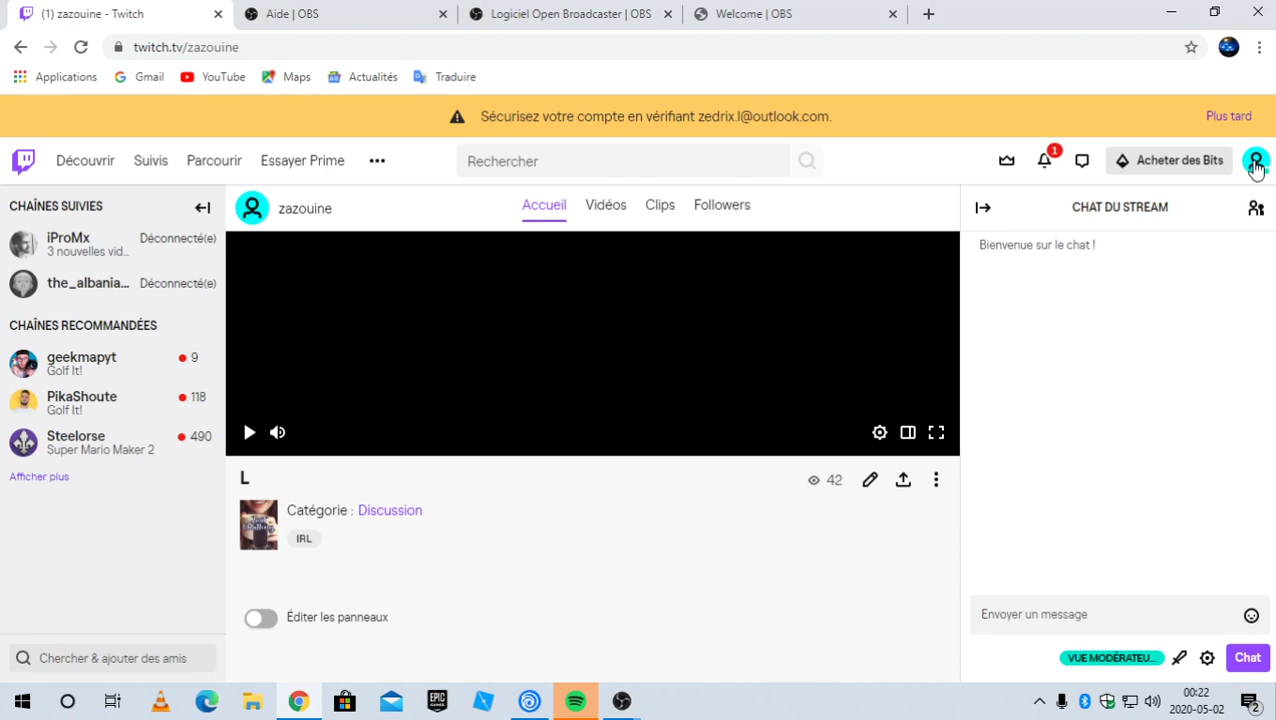 (1) zazouine - Twitch
Aide | OBS
Logiciel Open Broadcaster | OBS
Welcome | OBS
twitch.tv/zazouine
Applications
Gmail
YouTube
Maps
Actualités
Traduire
Sécurisez votre compte en vérifiant zedrix.l@outlook.com.
Plus tard
Découvrir
Suivis
Parcourir
Essayer Prime
Rechercher
1
Acheter des Bits
CHAÎNES SUIVIES
iProMx
Déconnecté(e)
3 nouvelles vid...
the_albania...
Déconnecté(e)
CHAÎNES RECOMMANDÉES
geekmapyt
9
Golf It!
PikaShoute
118
Golf It!
Steelorse
490
Super Mario Maker 2
Afficher plus
Chercher & ajouter des amis
zazouine
Accueil
Vidéos
Clips
Followers
L
42
Catégorie : Discussion
IRL
Éditer les panneaux
CHAT DU STREAM
Bienvenue sur le chat !
Envoyer un message
VUE MODÉRATEU...
Chat
EPIC
GAMES
00:22
2020-05-02
2